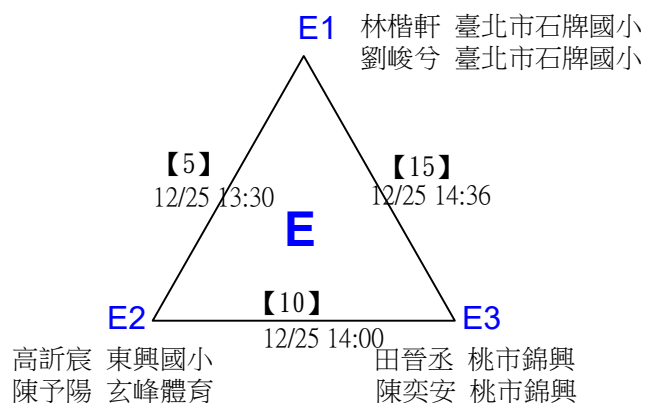 E1 林楷軒 臺北市石牌國小
劉峻兮 臺北市石牌國小
【5】
12/25 13:30
【15】
12/25 14:36
E
【10】
12/25 14:00
E2
E3
高訢宸 東興國小
陳予陽 玄峰體育
田晉丞 桃市錦興
陳奕安 桃市錦興